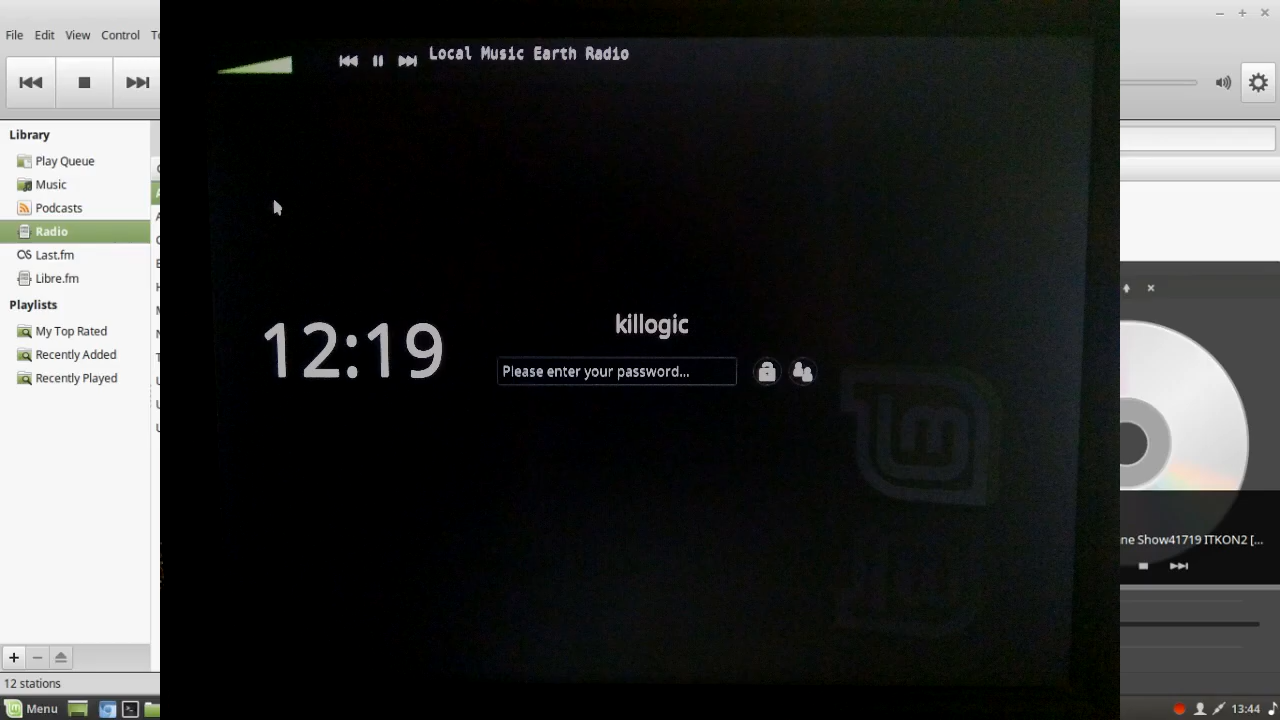 File Edit View Control
Library
Play Queue
Music
Podcasts
Radio
Last.fm
Libre.fm
Playlists
My Top Rated
Recently Added
Recently Played
12 stations
Menu
Local Music Earth Radio
12:19
killogic
Please enter your password...
Show41719 ITKON2 [...
13:44